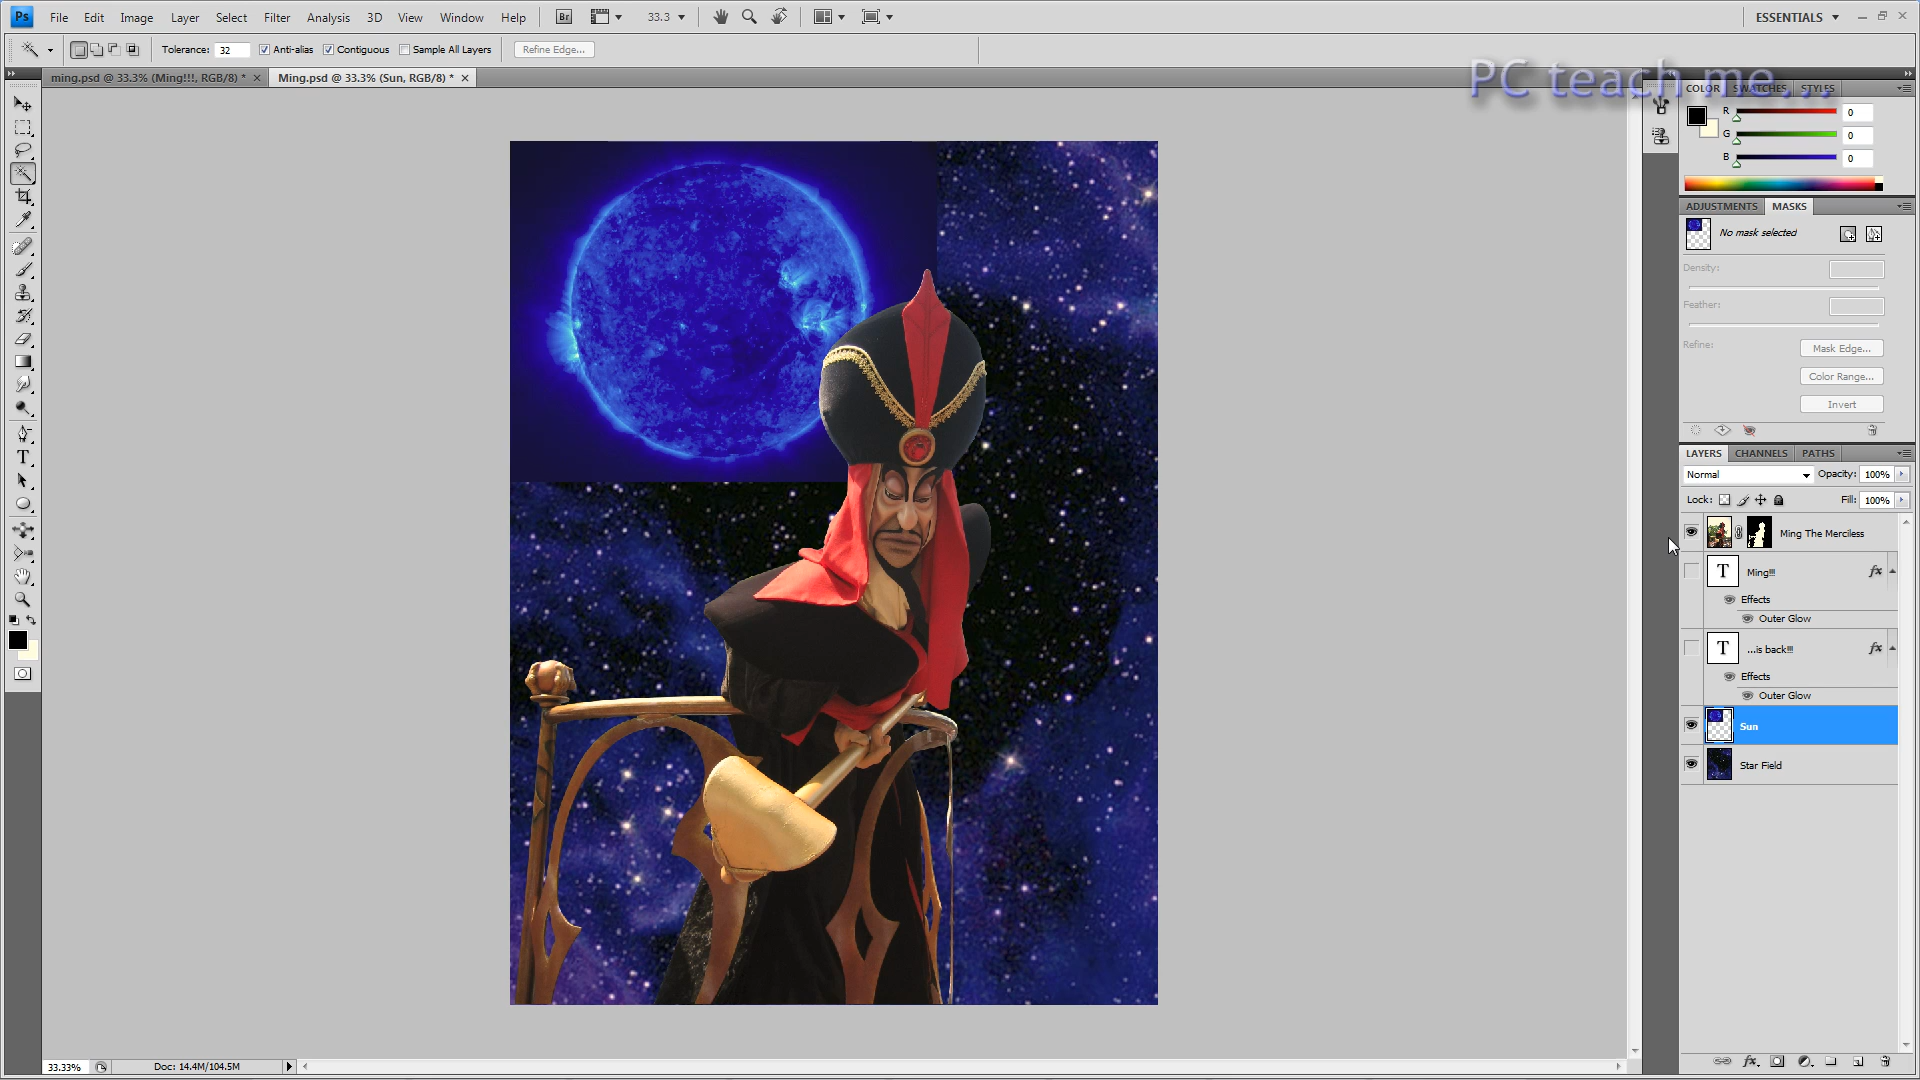 Ps File Edit Image Layer Select Filter Analysis 3D View Window Help Br 33.3 ESSENTIALS
Tolerance: 32 Anti-alias Contiguous Sample All Layers Refine Edge...
ming.psd @ 33.3% (Ming!!!, RGB/8) * Ming.psd @ 33.3% (Sun, RGB/8) *
PC teach me...
COLOR SWATCHES STYLES
R 0
G 0
B 0
ADJUSTMENTS MASKS
No mask selected
Density:
Feather:
Refine: Mask Edge...
Color Range...
Invert
LAYERS CHANNELS PATHS
Normal Opacity: 100%
Lock: Fill: 100%
Ming The Merciless
T Ming!!! fx
Effects
Outer Glow
T ...is back!!! fx
Effects
Outer Glow
Sun
Star Field
33.33% Doc: 14.4M/104.5M fx